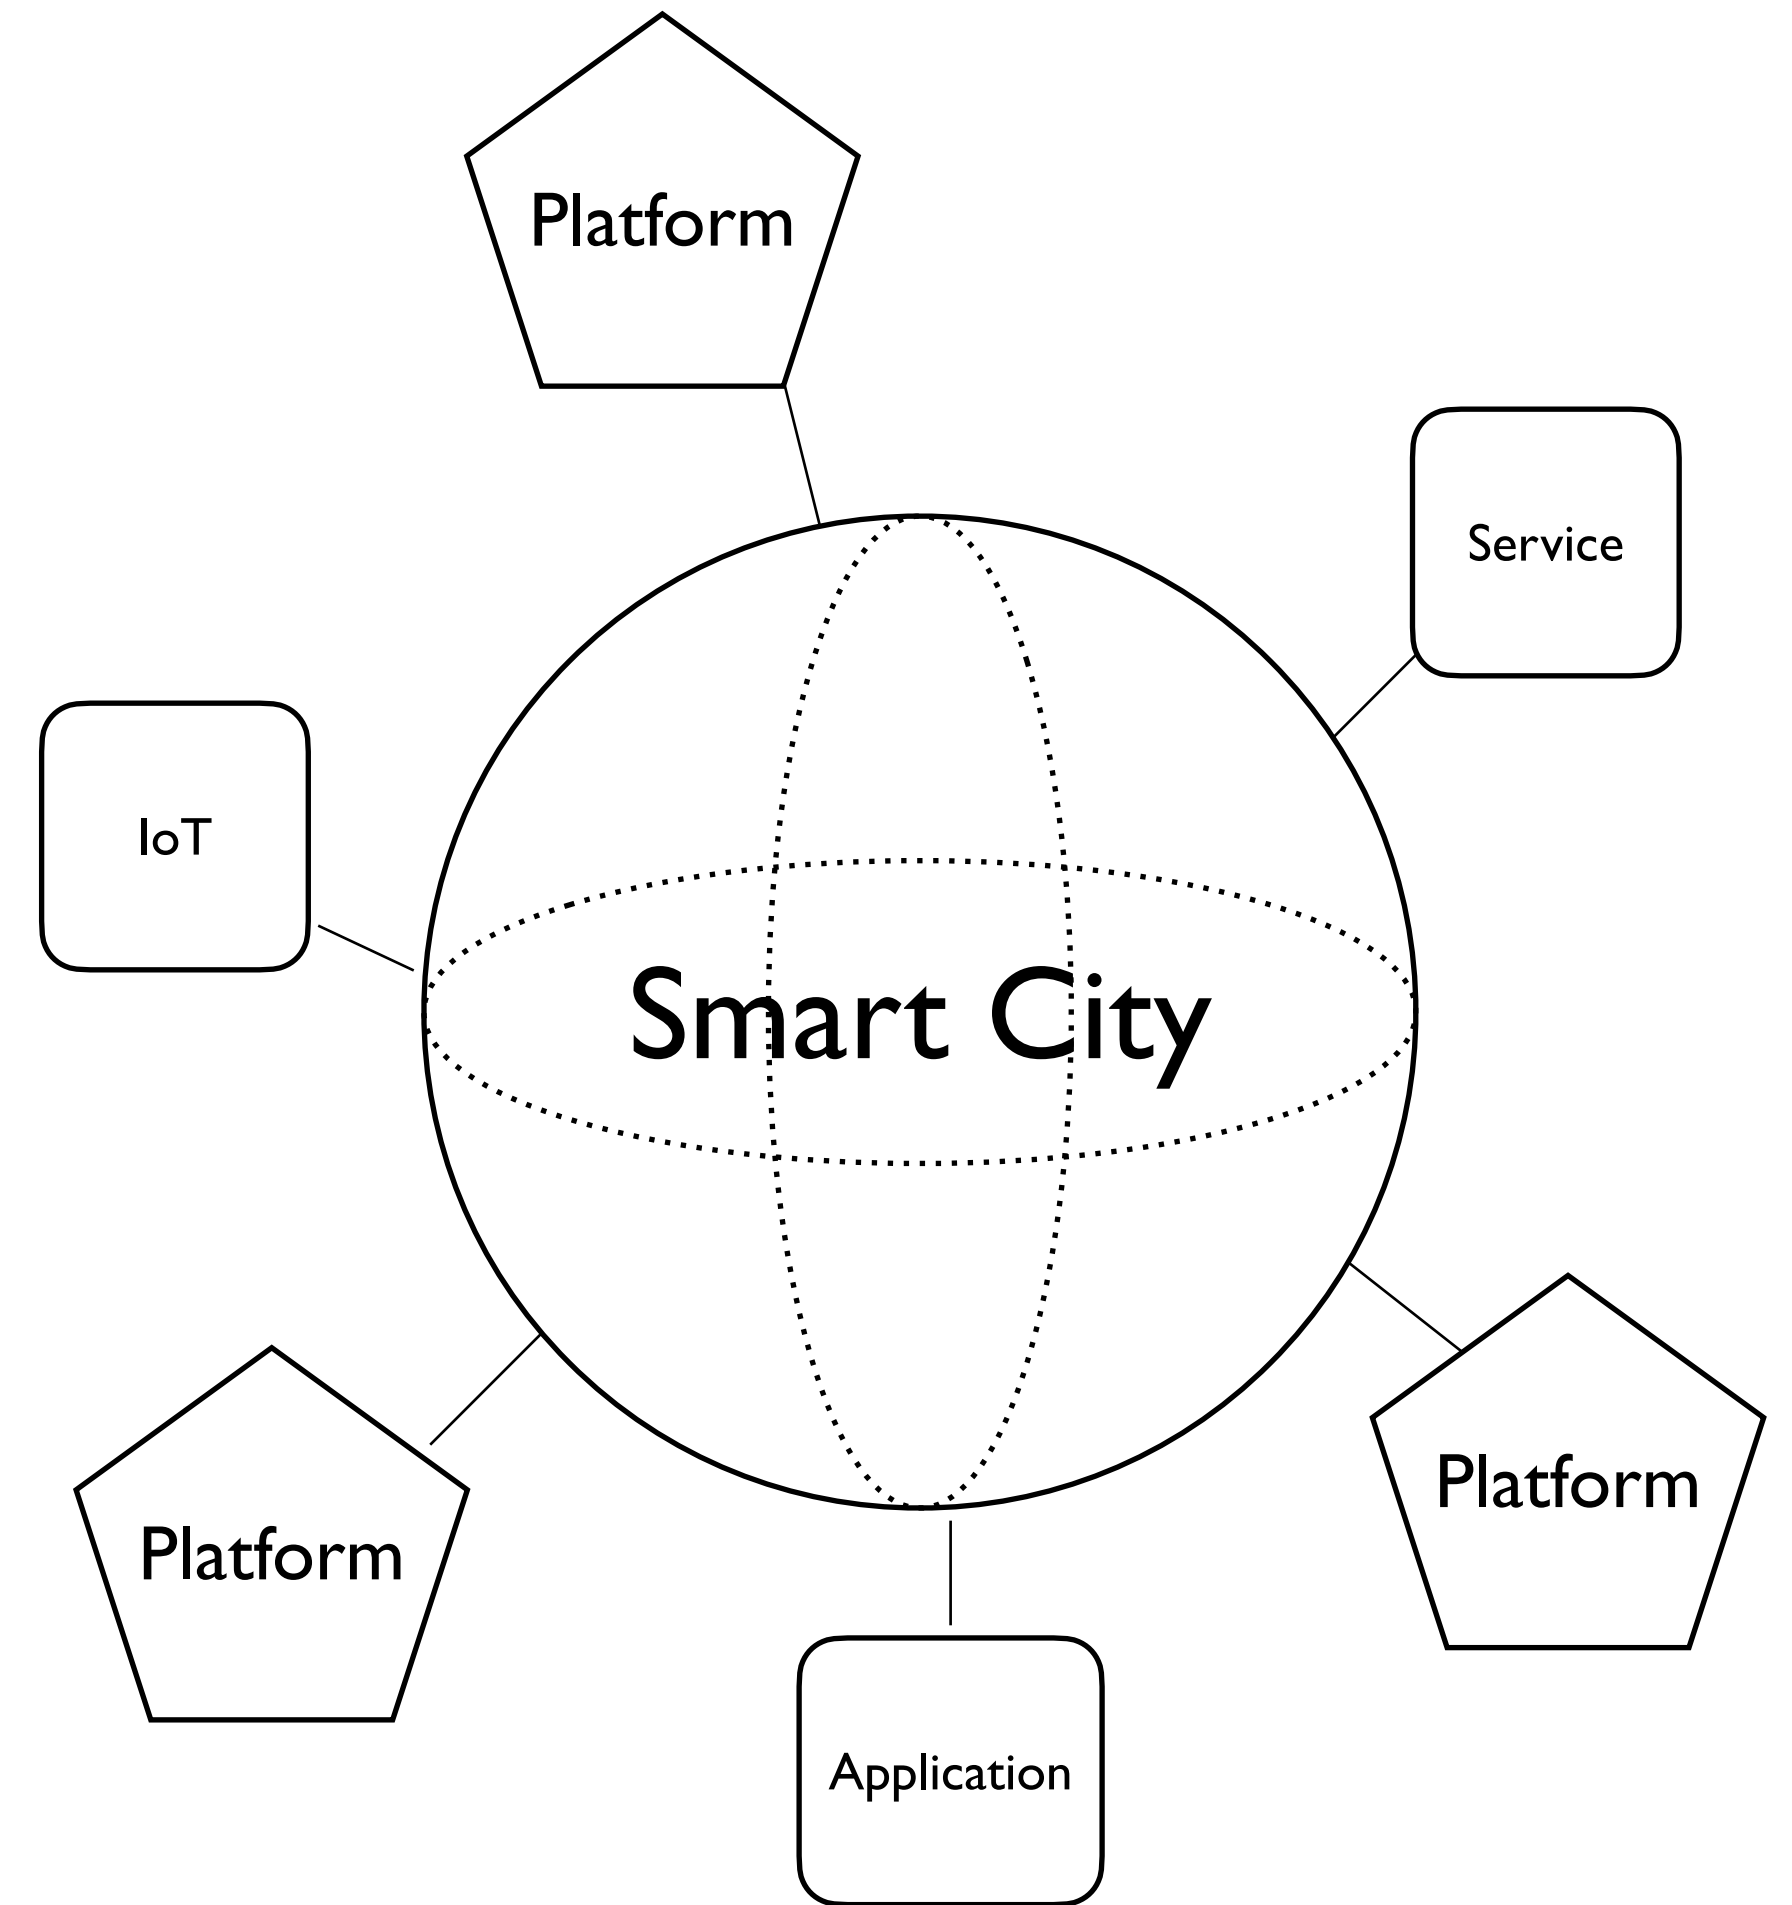 Platform
Service
IoT
Smart City
Platform
Platform
Application